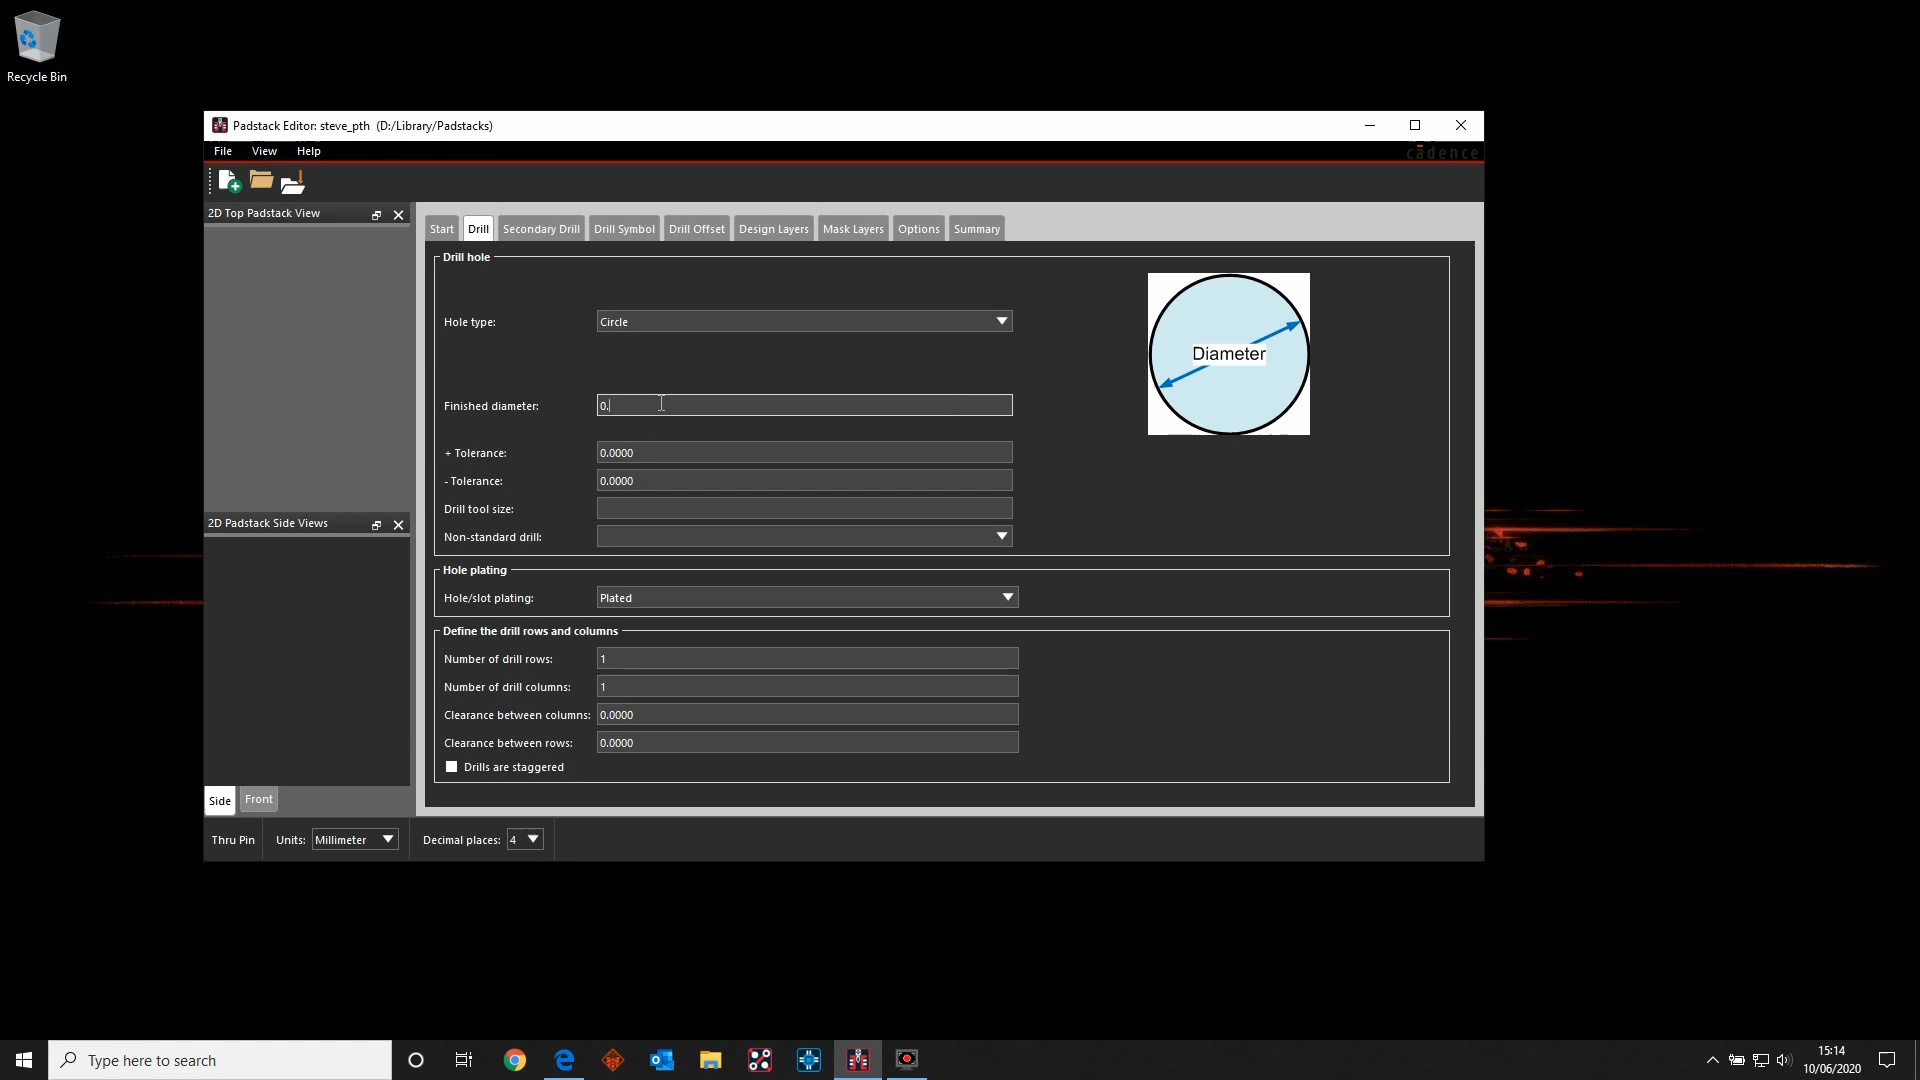 Recycle Bin
Padstack Editor: steve_pth (D:/Library/Padstacks)
File View Help
cādence
2D Top Padstack View
Start Drill Secondary Drill Drill Symbol Drill Offset Design Layers Mask Layers Options Summary
Drill hole
Hole type: Circle
Diameter
Finished diameter: 0.
+ Tolerance: 0.0000
- Tolerance: 0.0000
Drill tool size:
Non-standard drill:
2D Padstack Side Views
Hole plating
Hole/slot plating: Plated
Define the drill rows and columns
Number of drill rows: 1
Number of drill columns: 1
Clearance between columns: 0.0000
Clearance between rows: 0.0000
Drills are staggered
Side Front
Thru Pin Units: Millimeter Decimal places: 4
Type here to search
15:14
10/06/2020